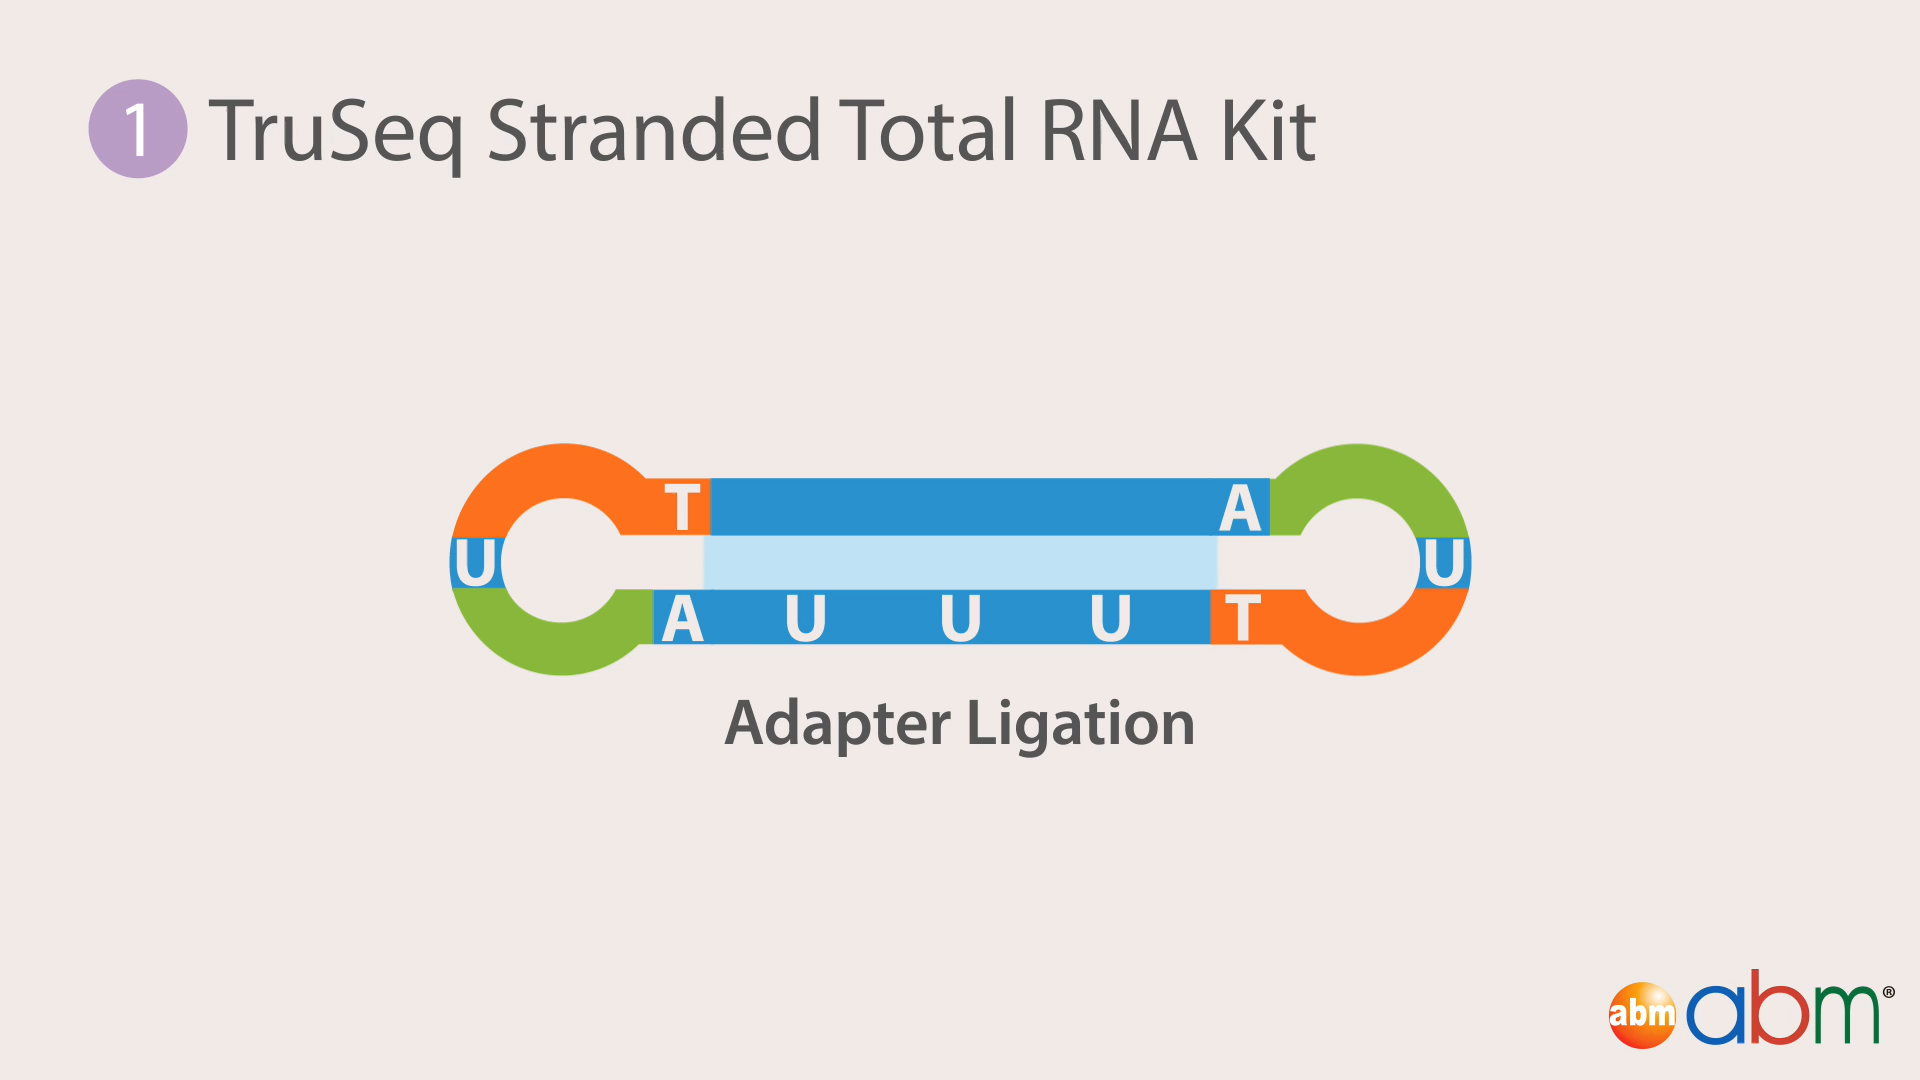 1 TruSeq Stranded Total RNA Kit
T A
U U
A U U U T
Adapter Ligation
abm abm®